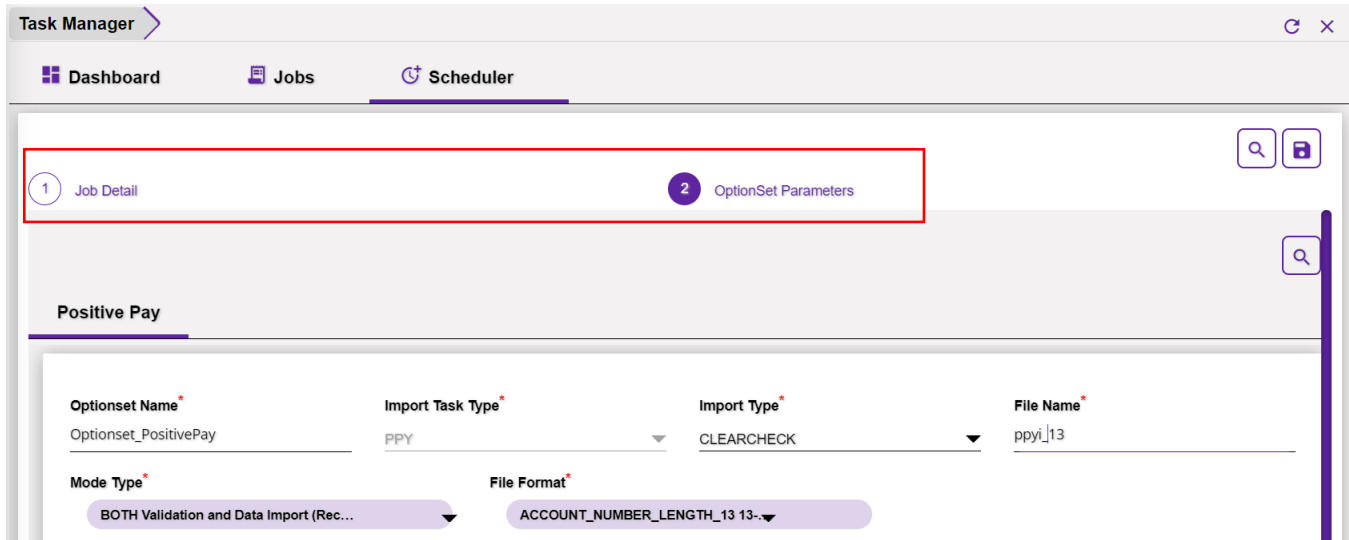 Task Manager
Dashboard Jobs Scheduler
1 Job Detail 2 OptionSet Parameters
Positive Pay
Optionset Name* Import Task Type* Import Type* File Name*
Optionset_PositivePay PPY CLEARCHECK ppyi_13
Mode Type* File Format*
BOTH Validation and Data Import (Rec... ACCOUNT_NUMBER_LENGTH_13 13-...